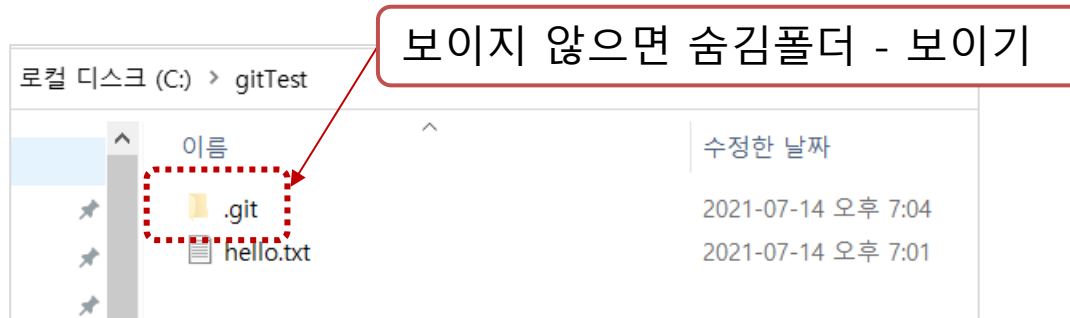 보이지 않으면 숨김폴더 - 보이기
로컬 디스크 (C:) > gitTest
이름 수정한 날짜
.git 2021-07-14 오후 7:04
hello.txt 2021-07-14 오후 7:01